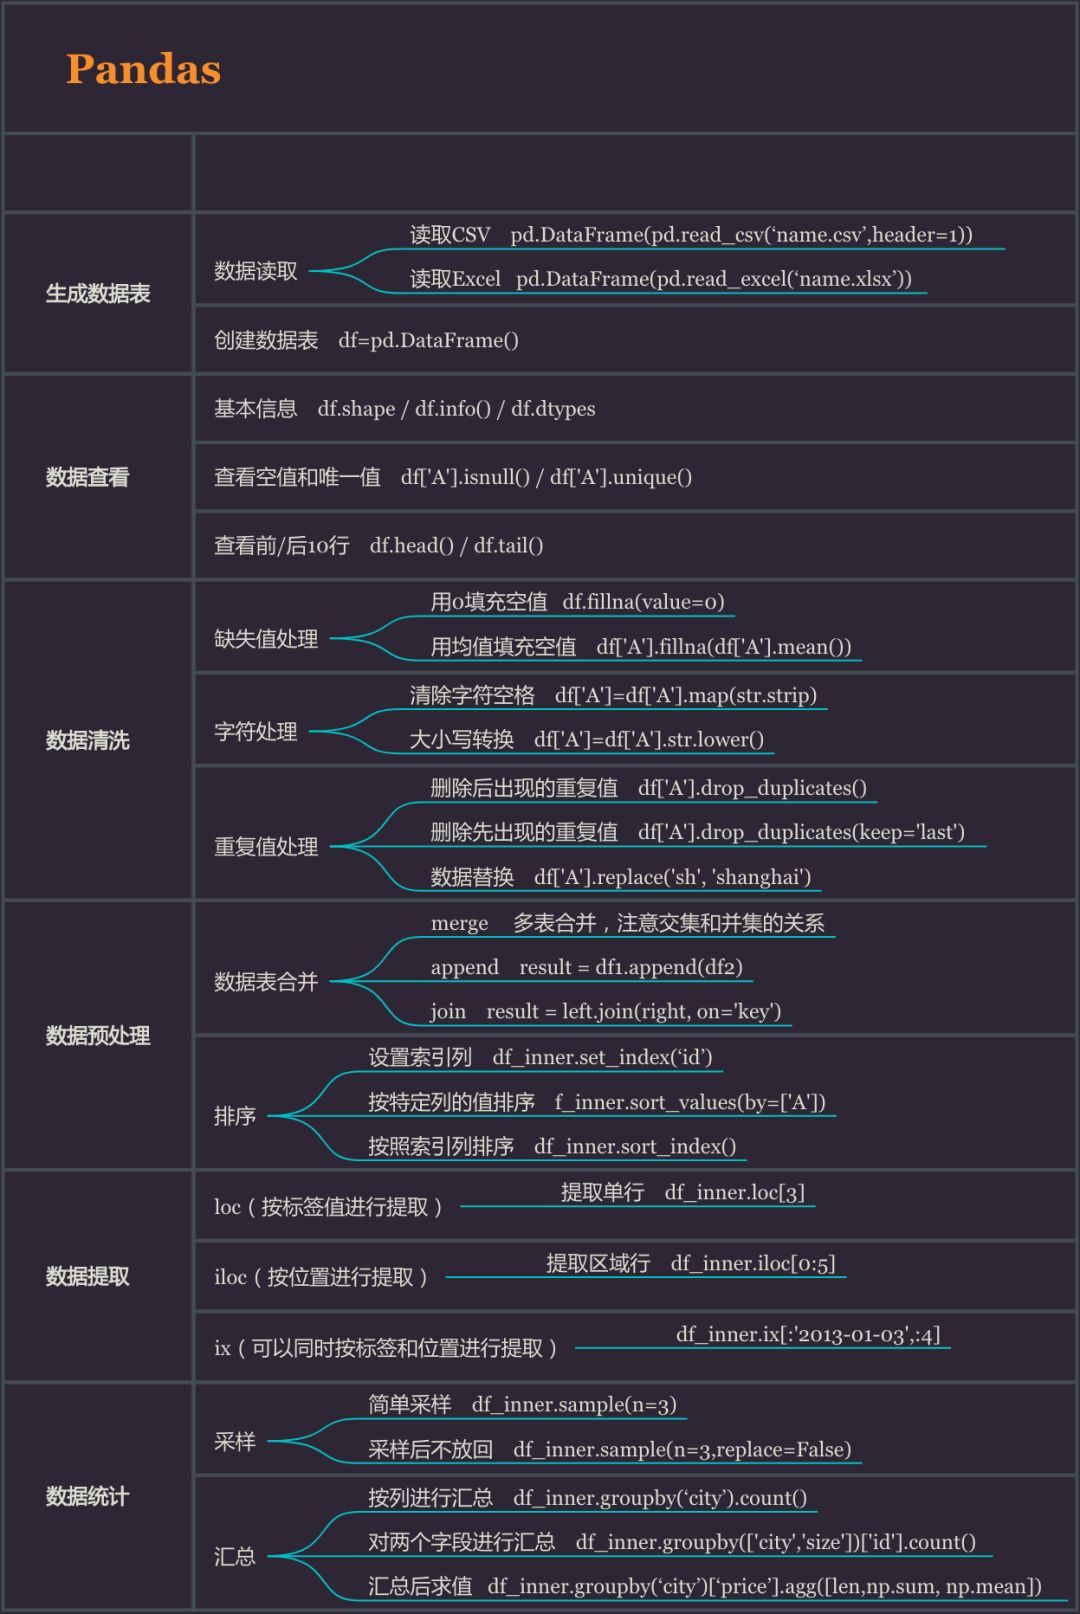 Pandas
生成数据表
数据读取
读取CSV pd.DataFrame(pd.read_csv(‘name.csv’,header=1))
读取Excel pd.DataFrame(pd.read_excel(‘name.xlsx’))
创建数据表 df=pd.DataFrame()
数据查看
基本信息 df.shape / df.info() / df.dtypes
查看空值和唯一值 df['A'].isnull() / df['A'].unique()
查看前/后10行 df.head() / df.tail()
数据清洗
缺失值处理
用0填充空值 df.fillna(value=0)
用均值填充空值 df['A'].fillna(df['A'].mean())
字符处理
清除字符空格 df['A']=df['A'].map(str.strip)
大小写转换 df['A']=df['A'].str.lower()
重复值处理
删除后出现的重复值 df['A'].drop_duplicates()
删除先出现的重复值 df['A'].drop_duplicates(keep='last')
数据替换 df['A'].replace('sh', 'shanghai')
数据预处理
数据表合并
merge 多表合并，注意交集和并集的关系
append result = df1.append(df2)
join result = left.join(right, on='key')
排序
设置索引列 df_inner.set_index(‘id’)
按特定列的值排序 f_inner.sort_values(by=['A'])
按照索引列排序 df_inner.sort_index()
数据提取
loc（按标签值进行提取） 提取单行 df_inner.loc[3]
iloc（按位置进行提取） 提取区域行 df_inner.iloc[0:5]
ix（可以同时按标签和位置进行提取） df_inner.ix[:'2013-01-03',:4]
数据统计
采样
简单采样 df_inner.sample(n=3)
采样后不放回 df_inner.sample(n=3,replace=False)
汇总
按列进行汇总 df_inner.groupby(‘city’).count()
对两个字段进行汇总 df_inner.groupby(['city','size'])['id'].count()
汇总后求值 df_inner.groupby(‘city’)[‘price’].agg([len,np.sum, np.mean])